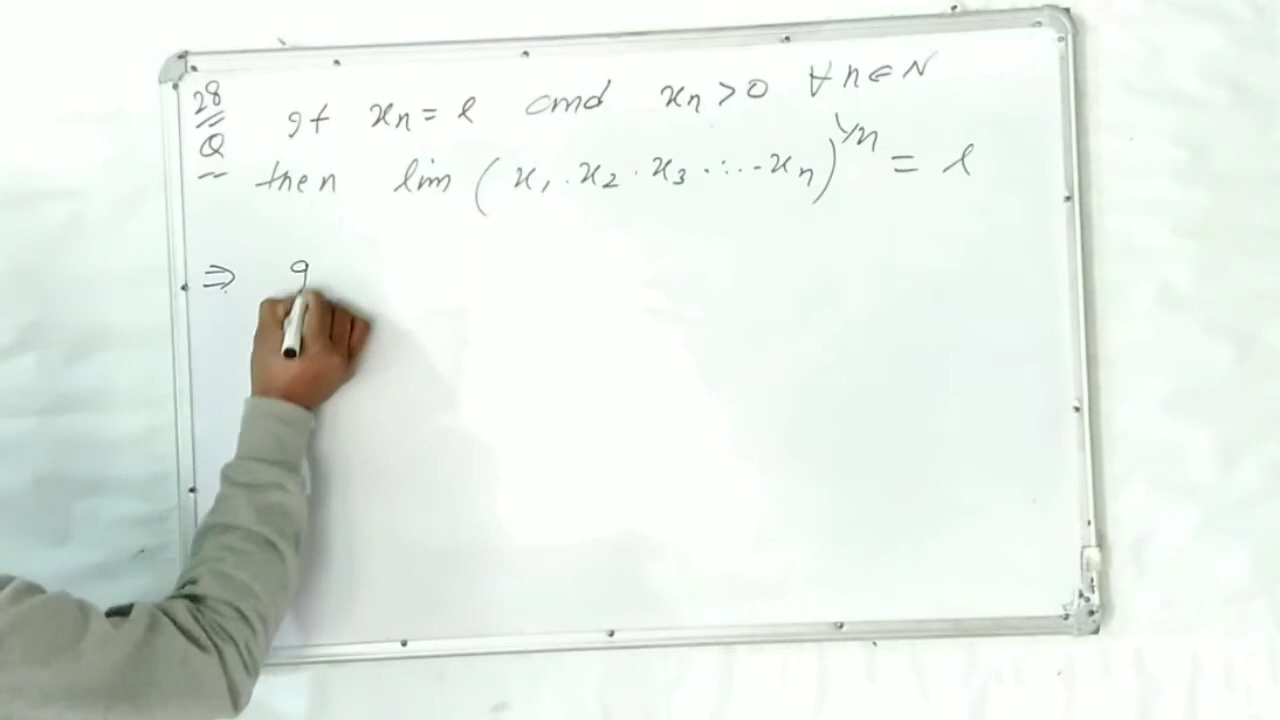 28
Q If xn = l and xn > 0 ∀ n ∈ N
then lim (x1 . x2 . x3 ..... xn)^1/n = l
⇒